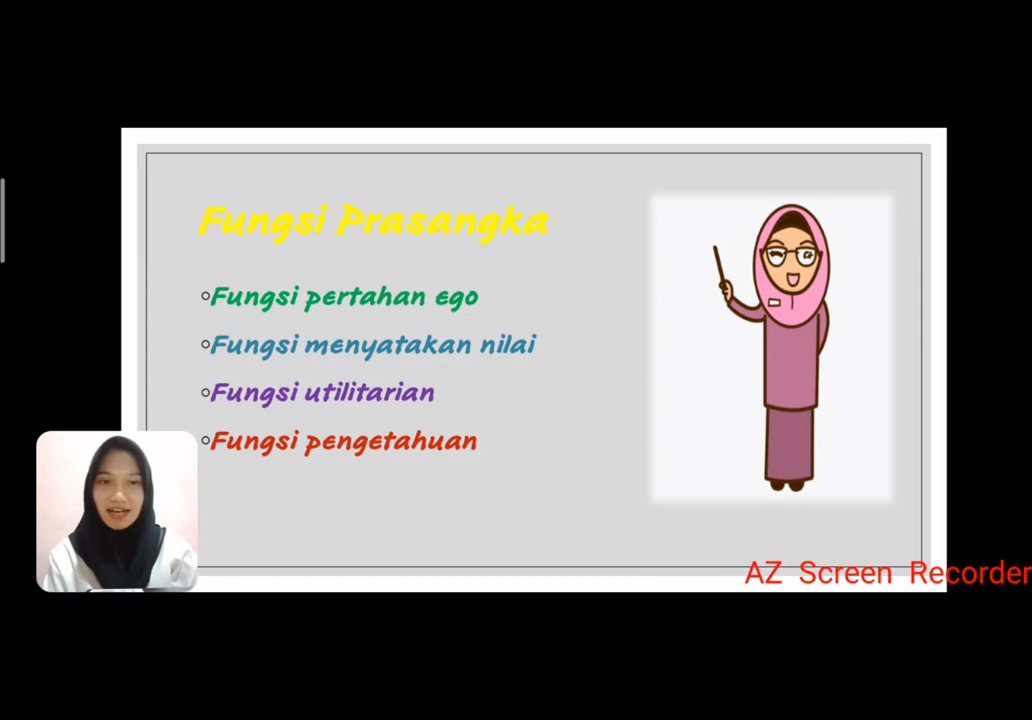 Fungsi Prasangka
Fungsi pertahan ego
Fungsi menyatakan nilai
Fungsi utilitarian
Fungsi pengetahuan
AZ Screen Recorder